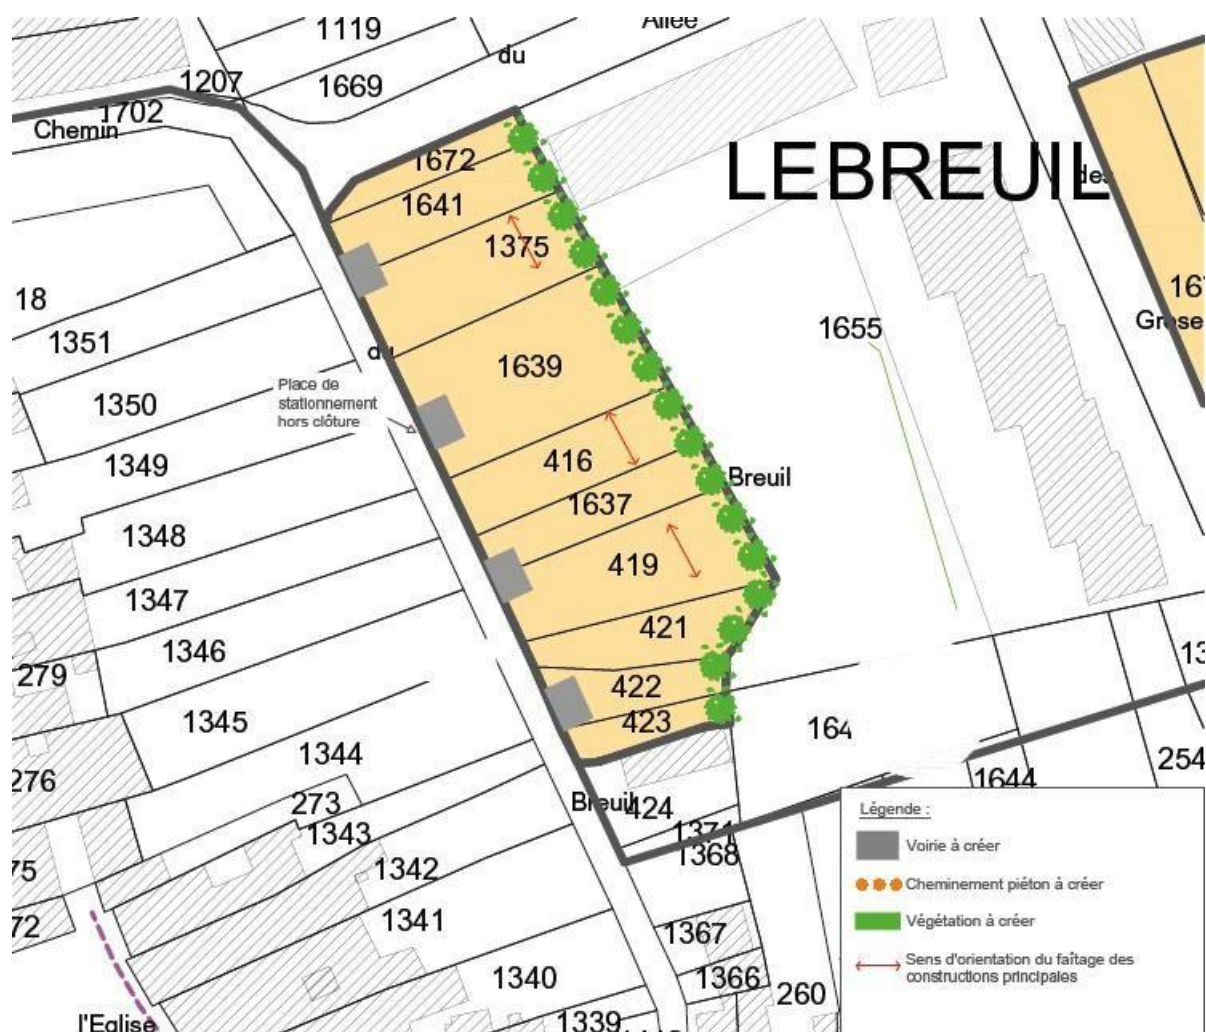 Allée
1119
du
1207
1669
1702
Chemin
1672
LEBREUIL
des
1641
1375
18
1655
Grose
1351
du
1639
Place de
stationnement
hors clôture
1350
416
1349
Breuil
1637
1348
419
1347
421
1346
279
422
1345
423
1344
254
276
1644
Breuil
424
273
1371
1343
1368
1342
1341
1367
1340
1366
260
1339
l'Eglise
Légende :
Voirie à créer
Cheminement piéton à créer
Végétation à créer
Sens d'orientation du faîtage des
constructions principales